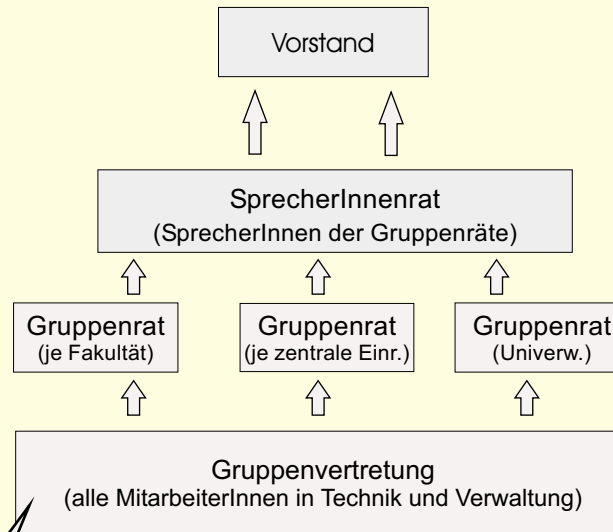 Vorstand
SprecherInnenrat
(SprecherInnen der Gruppenräte)
Gruppenrat
(je Fakultät)
Gruppenrat
(je zentrale Einr.)
Gruppenrat
(Univerw.)
Gruppenvertretung
(alle MitarbeiterInnen in Technik und Verwaltung)